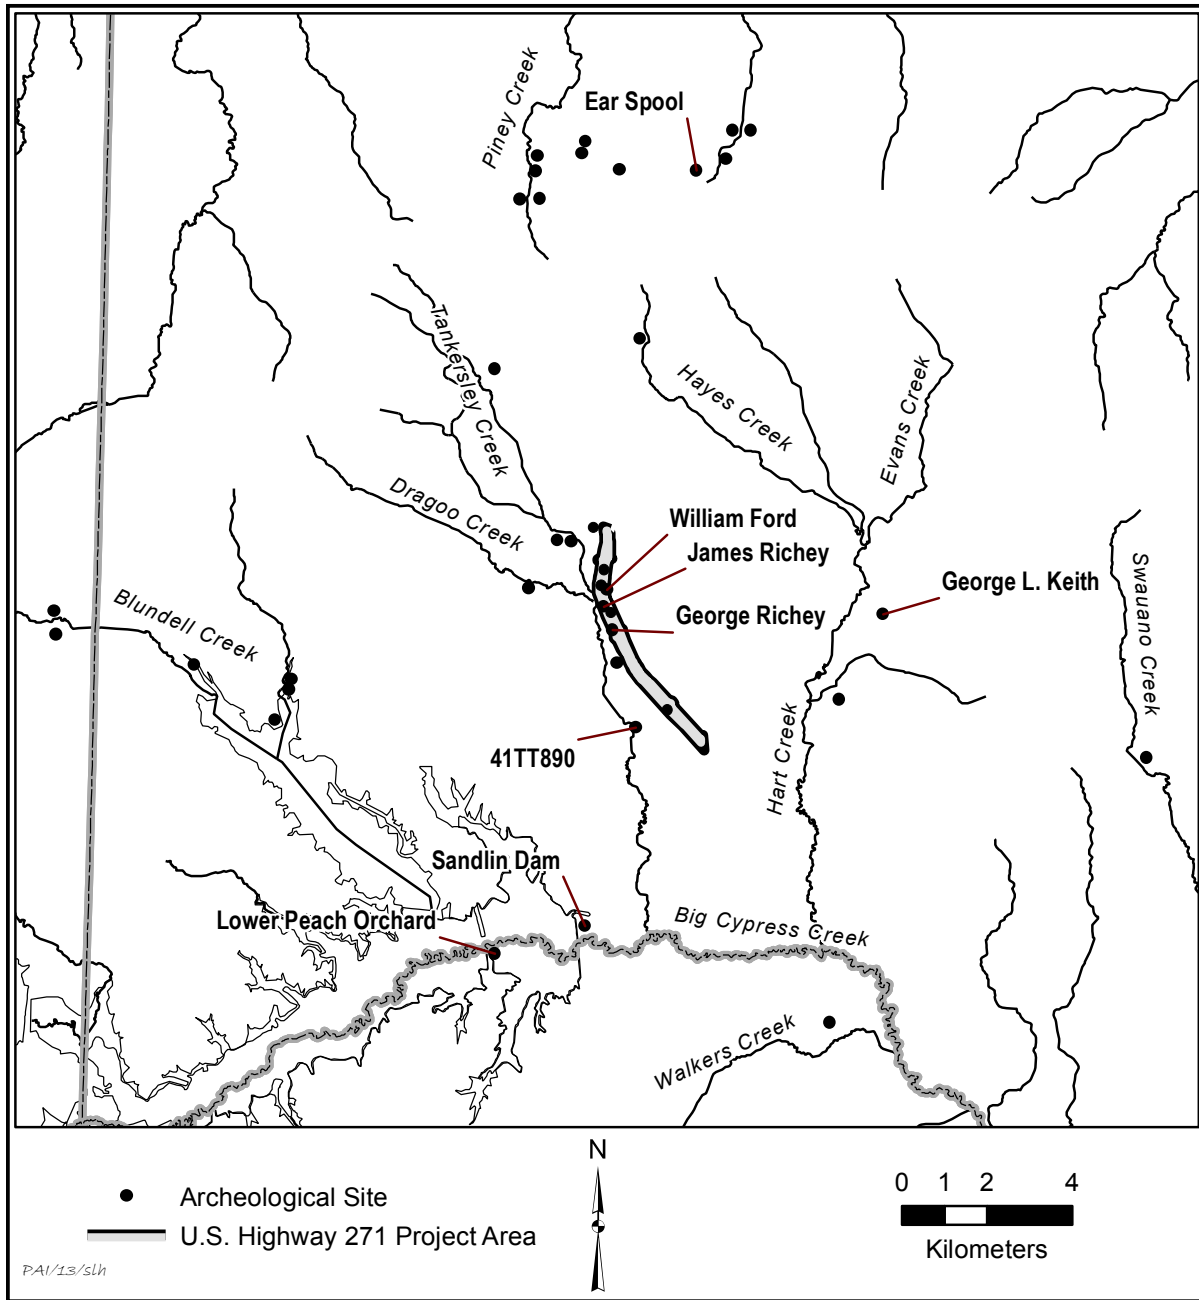 Piney Creek
Ear Spool
Tankersley Creek
Hayes Creek
Evans Creek
Dragoo Creek
William Ford
James Richey
George L. Keith
George Richey
Swauano Creek
Blundell Creek
41TT890
Hart Creek
Sandlin Dam
Lower Peach Orchard
Big Cypress Creek
Walkers Creek
N
Archeological Site
U.S. Highway 271 Project Area
0 1 2 4
Kilometers
PAI/13/slh